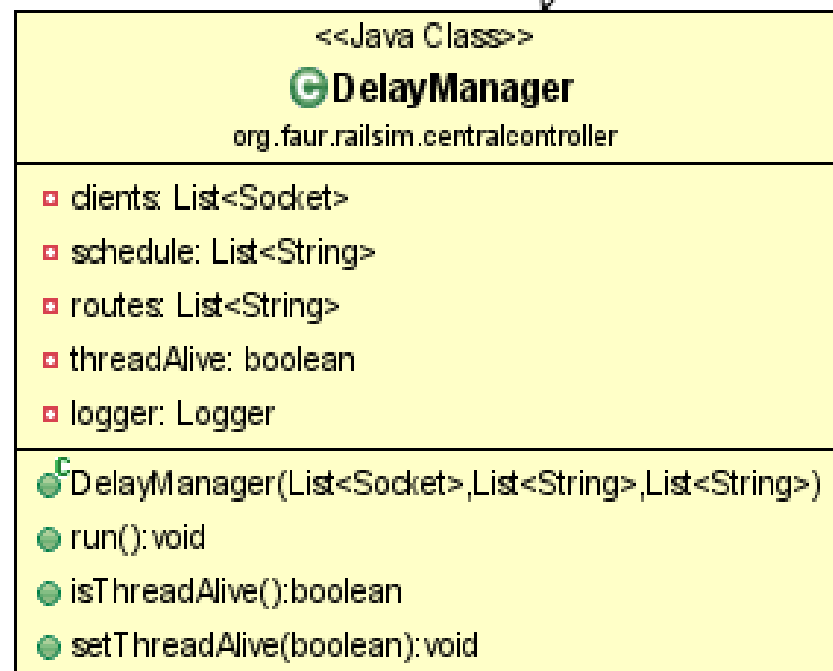 <<Java Class>>
C DelayManager
org.faur.railsim.centralcontroller
clients: List<Socket>
schedule: List<String>
routes: List<String>
threadAlive: boolean
logger: Logger
C DelayManager(List<Socket>,List<String>,List<String>)
run():void
isThreadAlive():boolean
setThreadAlive(boolean):void